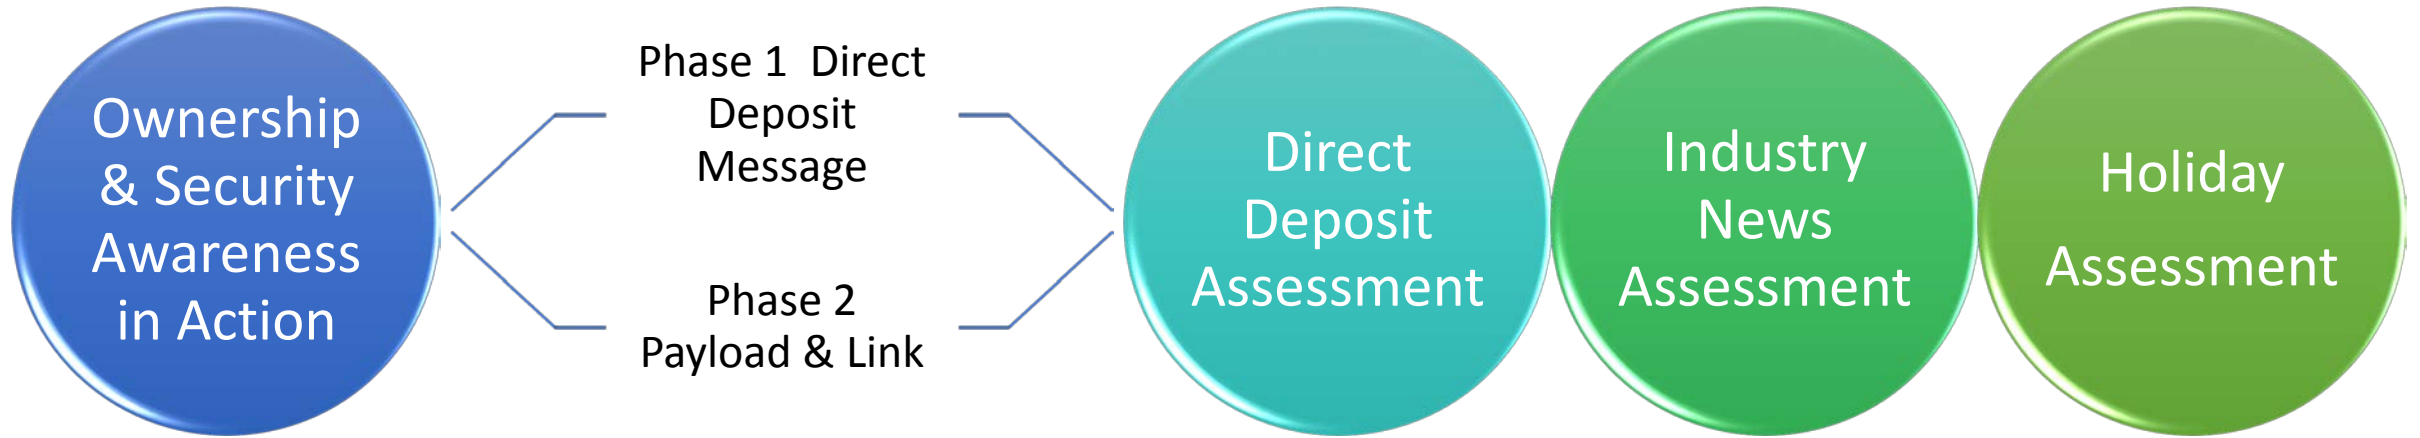 Ownership
& Security
Awareness
in Action
Phase 1  Direct
Deposit
Message
Phase 2
Payload & Link
Direct
Deposit
Assessment
Industry
News
Assessment
Holiday
Assessment